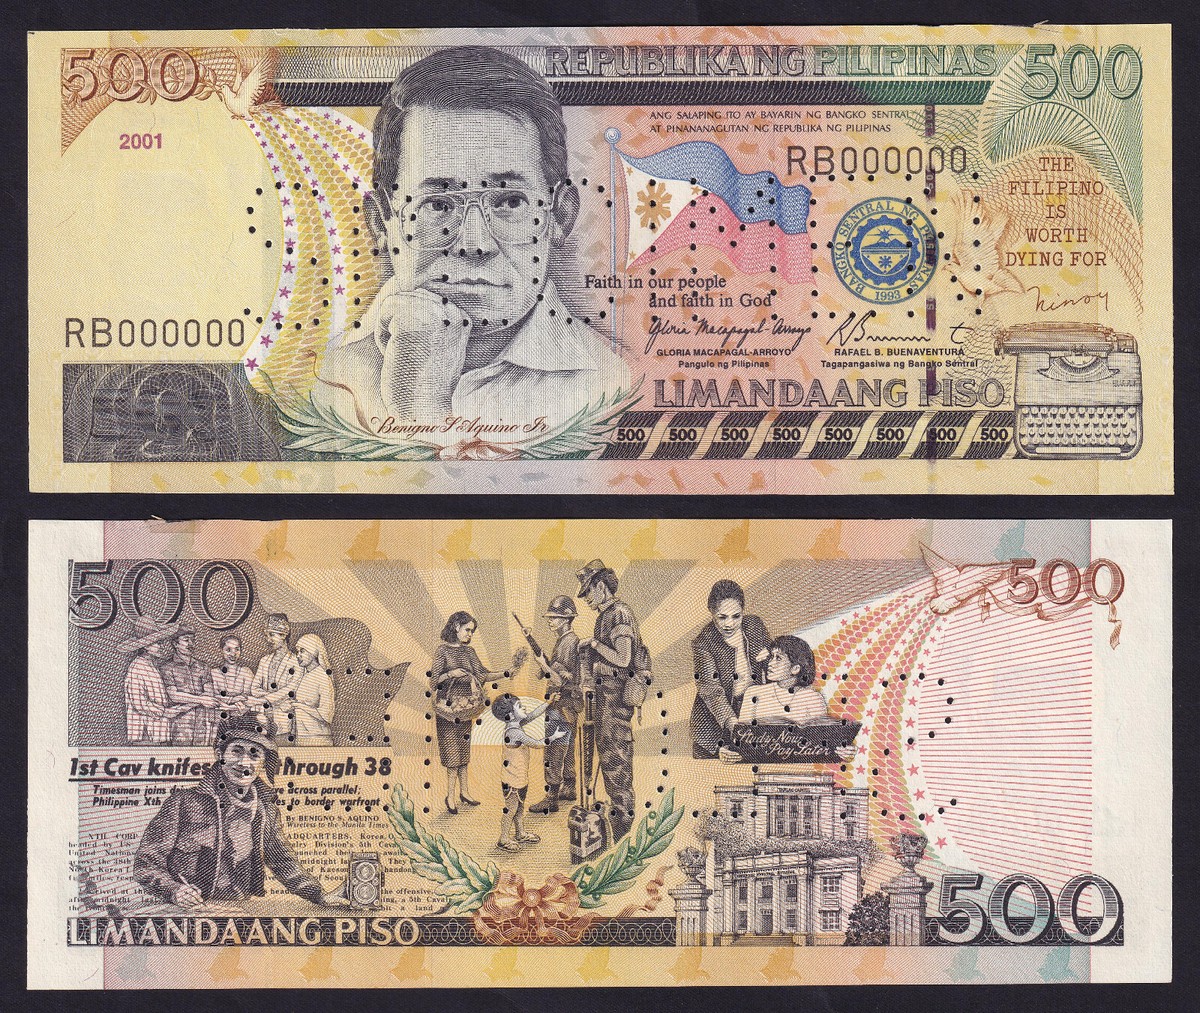 500
REPUBLIKA NG PILIPINAS
500
2001
ANG SALAPING ITO AY BAYARIN NG BANGKO SENTRAL
AT PINANANAGUTAN NG REPUBLIKA NG PILIPINAS
RB000000
THE
FILIPINO
IS
WORTH
DYING FOR
Ninoy
BANGKO SENTRAL NG PILIPINAS
1993
Faith in our people
and faith in God
RB000000
Gloria Macapagal-Arroyo
GLORIA MACAPAGAL-ARROYO
Pangulo ng Pilipinas
RAFAEL B. BUENAVENTURA
Tagapangasiwa ng Bangko Sentral
LIMANDAANG PISO
Benigno S. Aquino Jr.
500 500 500 500 500 500 500 500
500
500
Study Now
Pay Later
1st Cav knifes through 38
Timesman joins
across parallel;
Philippine Xth
to border warfront
By BENIGNO S. AQUINO
Wireless to the Manila Times
LIMANDAANG PISO
500